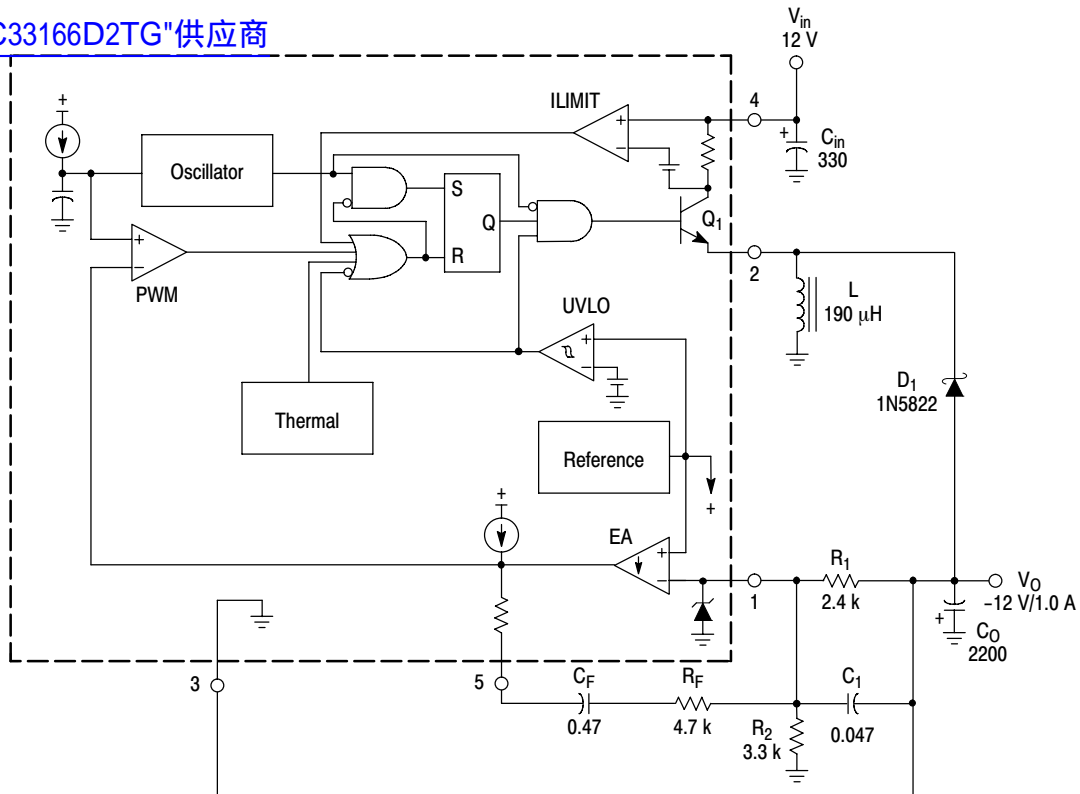 C33166D2TG"供应商
Vin
12 V
ILIMIT
4
+
+
−
+
Cin
330
Oscillator
S
Q
R
Q1
+
−
PWM
2
L
190 μH
UVLO
+
−
D1
1N5822
Thermal
Reference
+
+
EA
+
−
1
R1
2.4 k
VO
−12 V/1.0 A
+
CO
2200
3
5
CF
0.47
RF
4.7 k
R2
3.3 k
C1
0.047